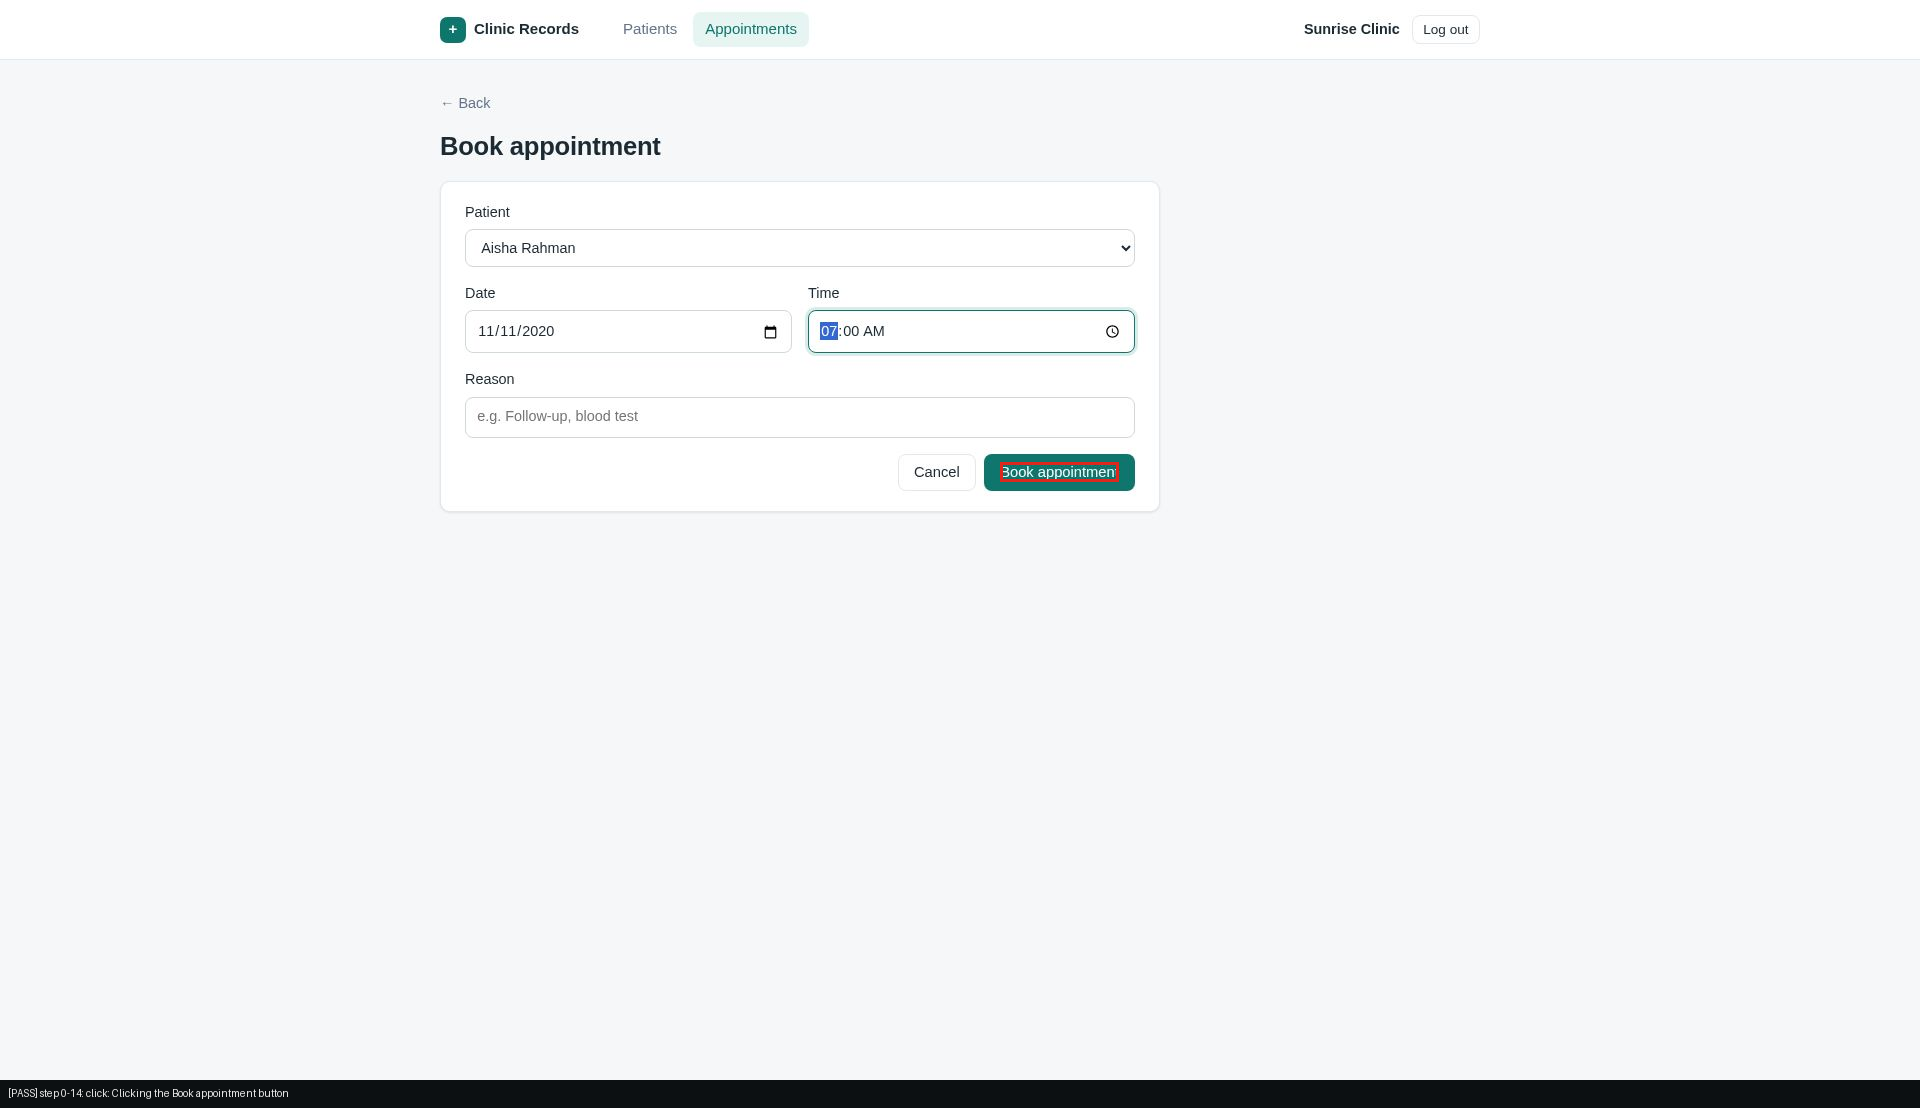 + Clinic Records Patients Appointments Sunrise Clinic Log out
← Back
Book appointment
Patient
Aisha Rahman
Date Time
11/11/2020 07:00 AM
Reason
e.g. Follow-up, blood test
Cancel Book appointment
[PASS] step 0-14: click: Clicking the Book appointment button